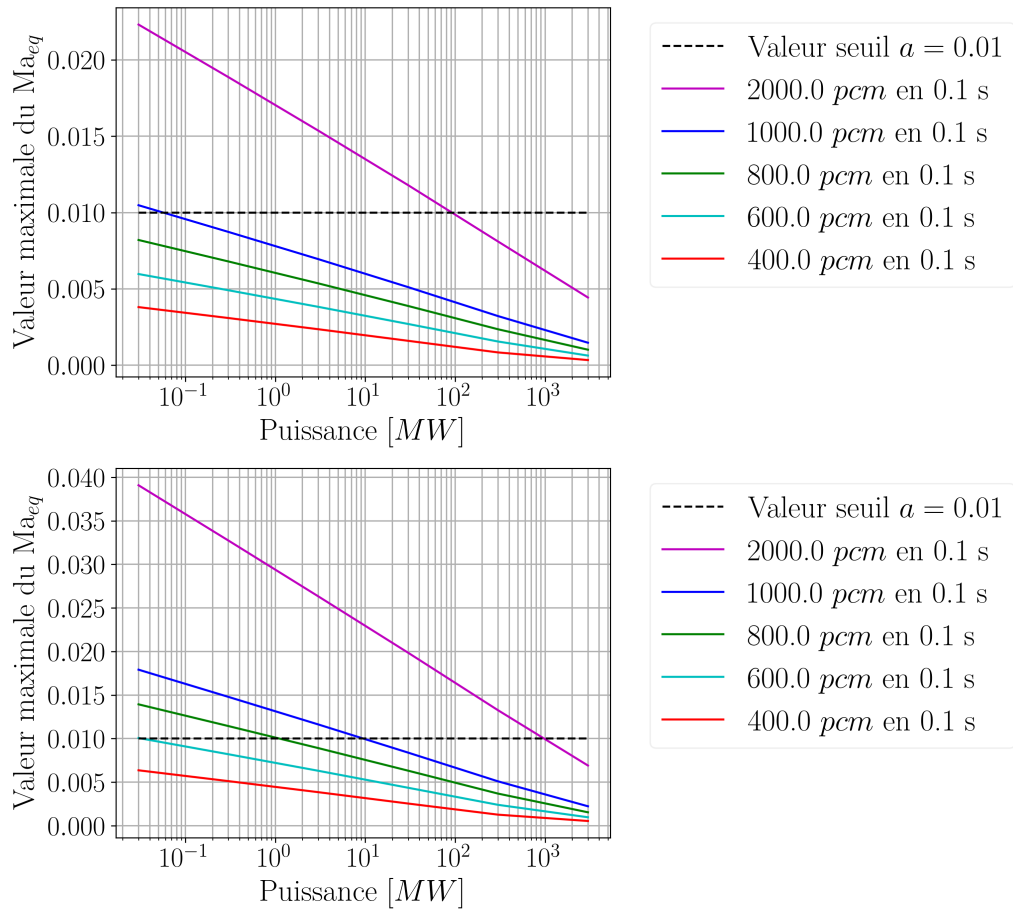 Valeur maximale du Ma_eq
0.020
0.015
0.010
0.005
0.000
10^-1
10^0
10^1
10^2
10^3
Puissance [MW]
Valeur seuil a = 0.01
2000.0 pcm en 0.1 s
1000.0 pcm en 0.1 s
800.0 pcm en 0.1 s
600.0 pcm en 0.1 s
400.0 pcm en 0.1 s
Valeur maximale du Ma_eq
0.040
0.035
0.030
0.025
0.020
0.015
0.010
0.005
0.000
10^-1
10^0
10^1
10^2
10^3
Puissance [MW]
Valeur seuil a = 0.01
2000.0 pcm en 0.1 s
1000.0 pcm en 0.1 s
800.0 pcm en 0.1 s
600.0 pcm en 0.1 s
400.0 pcm en 0.1 s